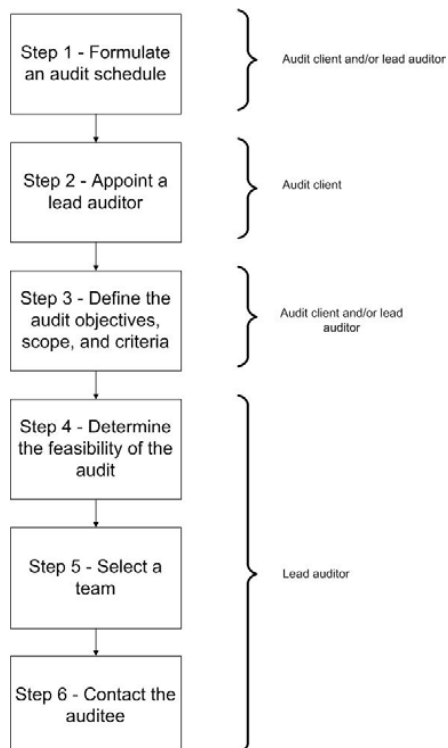 Step 1 - Formulate
an audit schedule
Audit client and/or lead auditor
Step 2 - Appoint a
lead auditor
Audit client
Step 3 - Define the
audit objectives,
scope, and criteria
Audit client and/or lead
auditor
Step 4 - Determine
the feasibility of the
audit
Step 5 - Select a
team
Lead auditor
Step 6 - Contact the
auditee